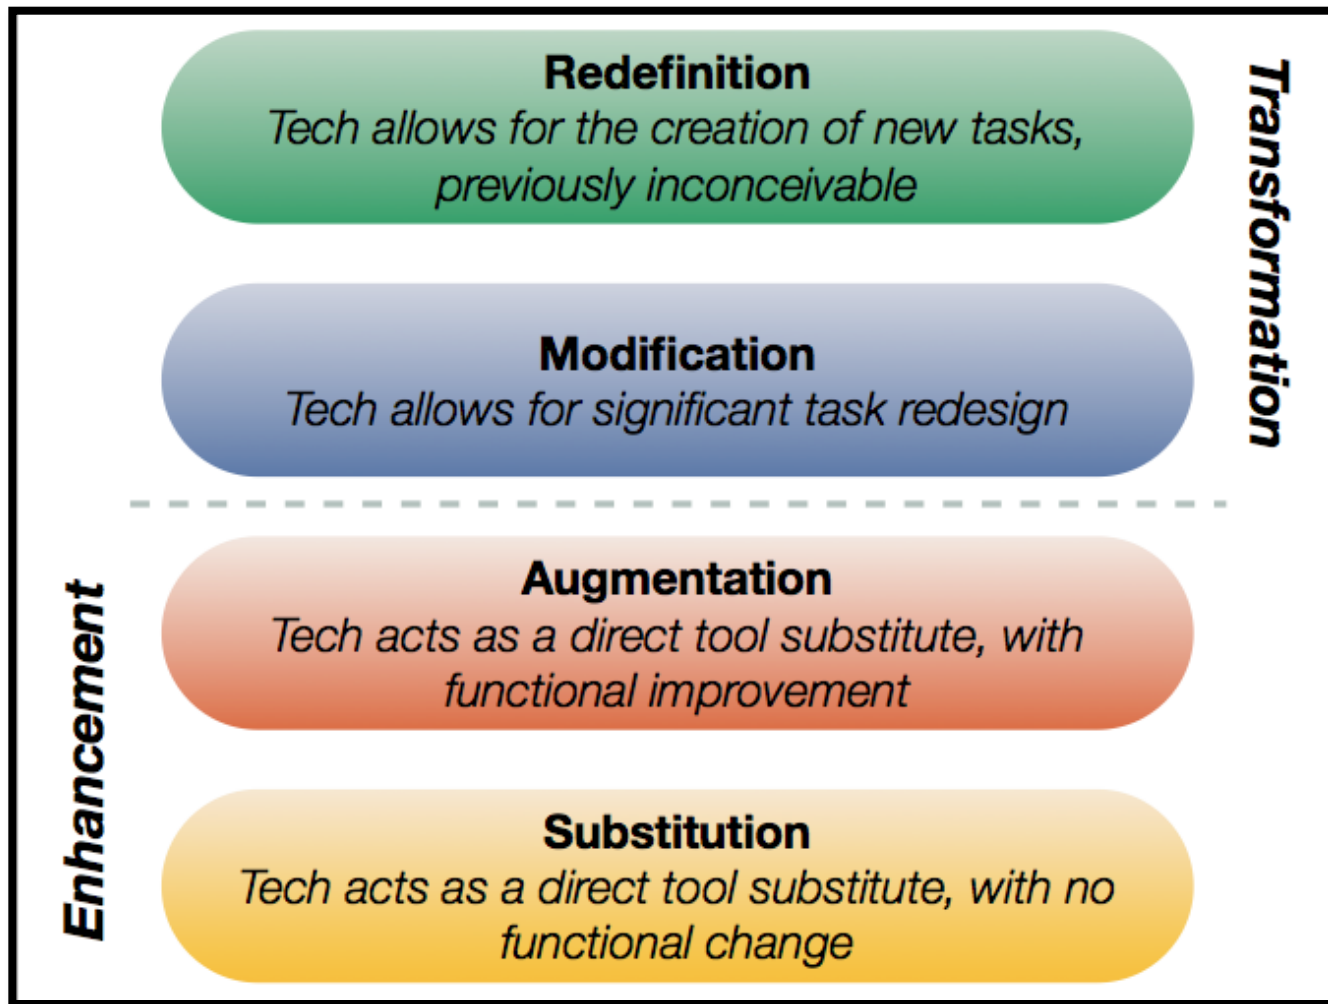 Redefinition
Tech allows for the creation of new tasks,
previously inconceivable
Modification
Tech allows for significant task redesign
Transformation
Augmentation
Tech acts as a direct tool substitute, with
functional improvement
Substitution
Tech acts as a direct tool substitute, with no
functional change
Enhancement